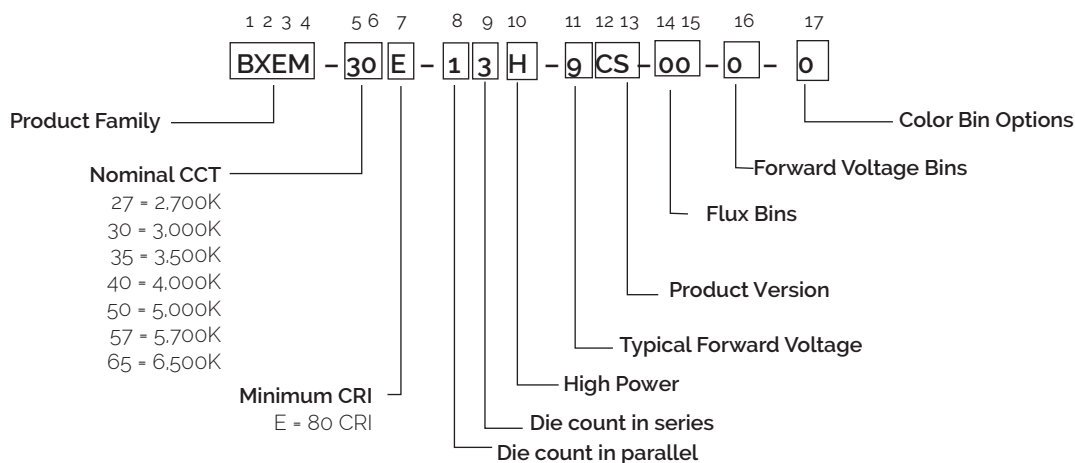 1 2 3 4 5 6 7 8 9 10 11 12 13 14 15 16 17
BXEM – 30 E – 1 3 H – 9 CS – 00 – 0 – 0
Product Family
Color Bin Options
Nominal CCT
Forward Voltage Bins
27 = 2,700K
30 = 3,000K
Flux Bins
35 = 3,500K
40 = 4,000K
50 = 5,000K
Product Version
57 = 5,700K
65 = 6,500K
Typical Forward Voltage
High Power
Minimum CRI
E = 80 CRI
Die count in series
Die count in parallel